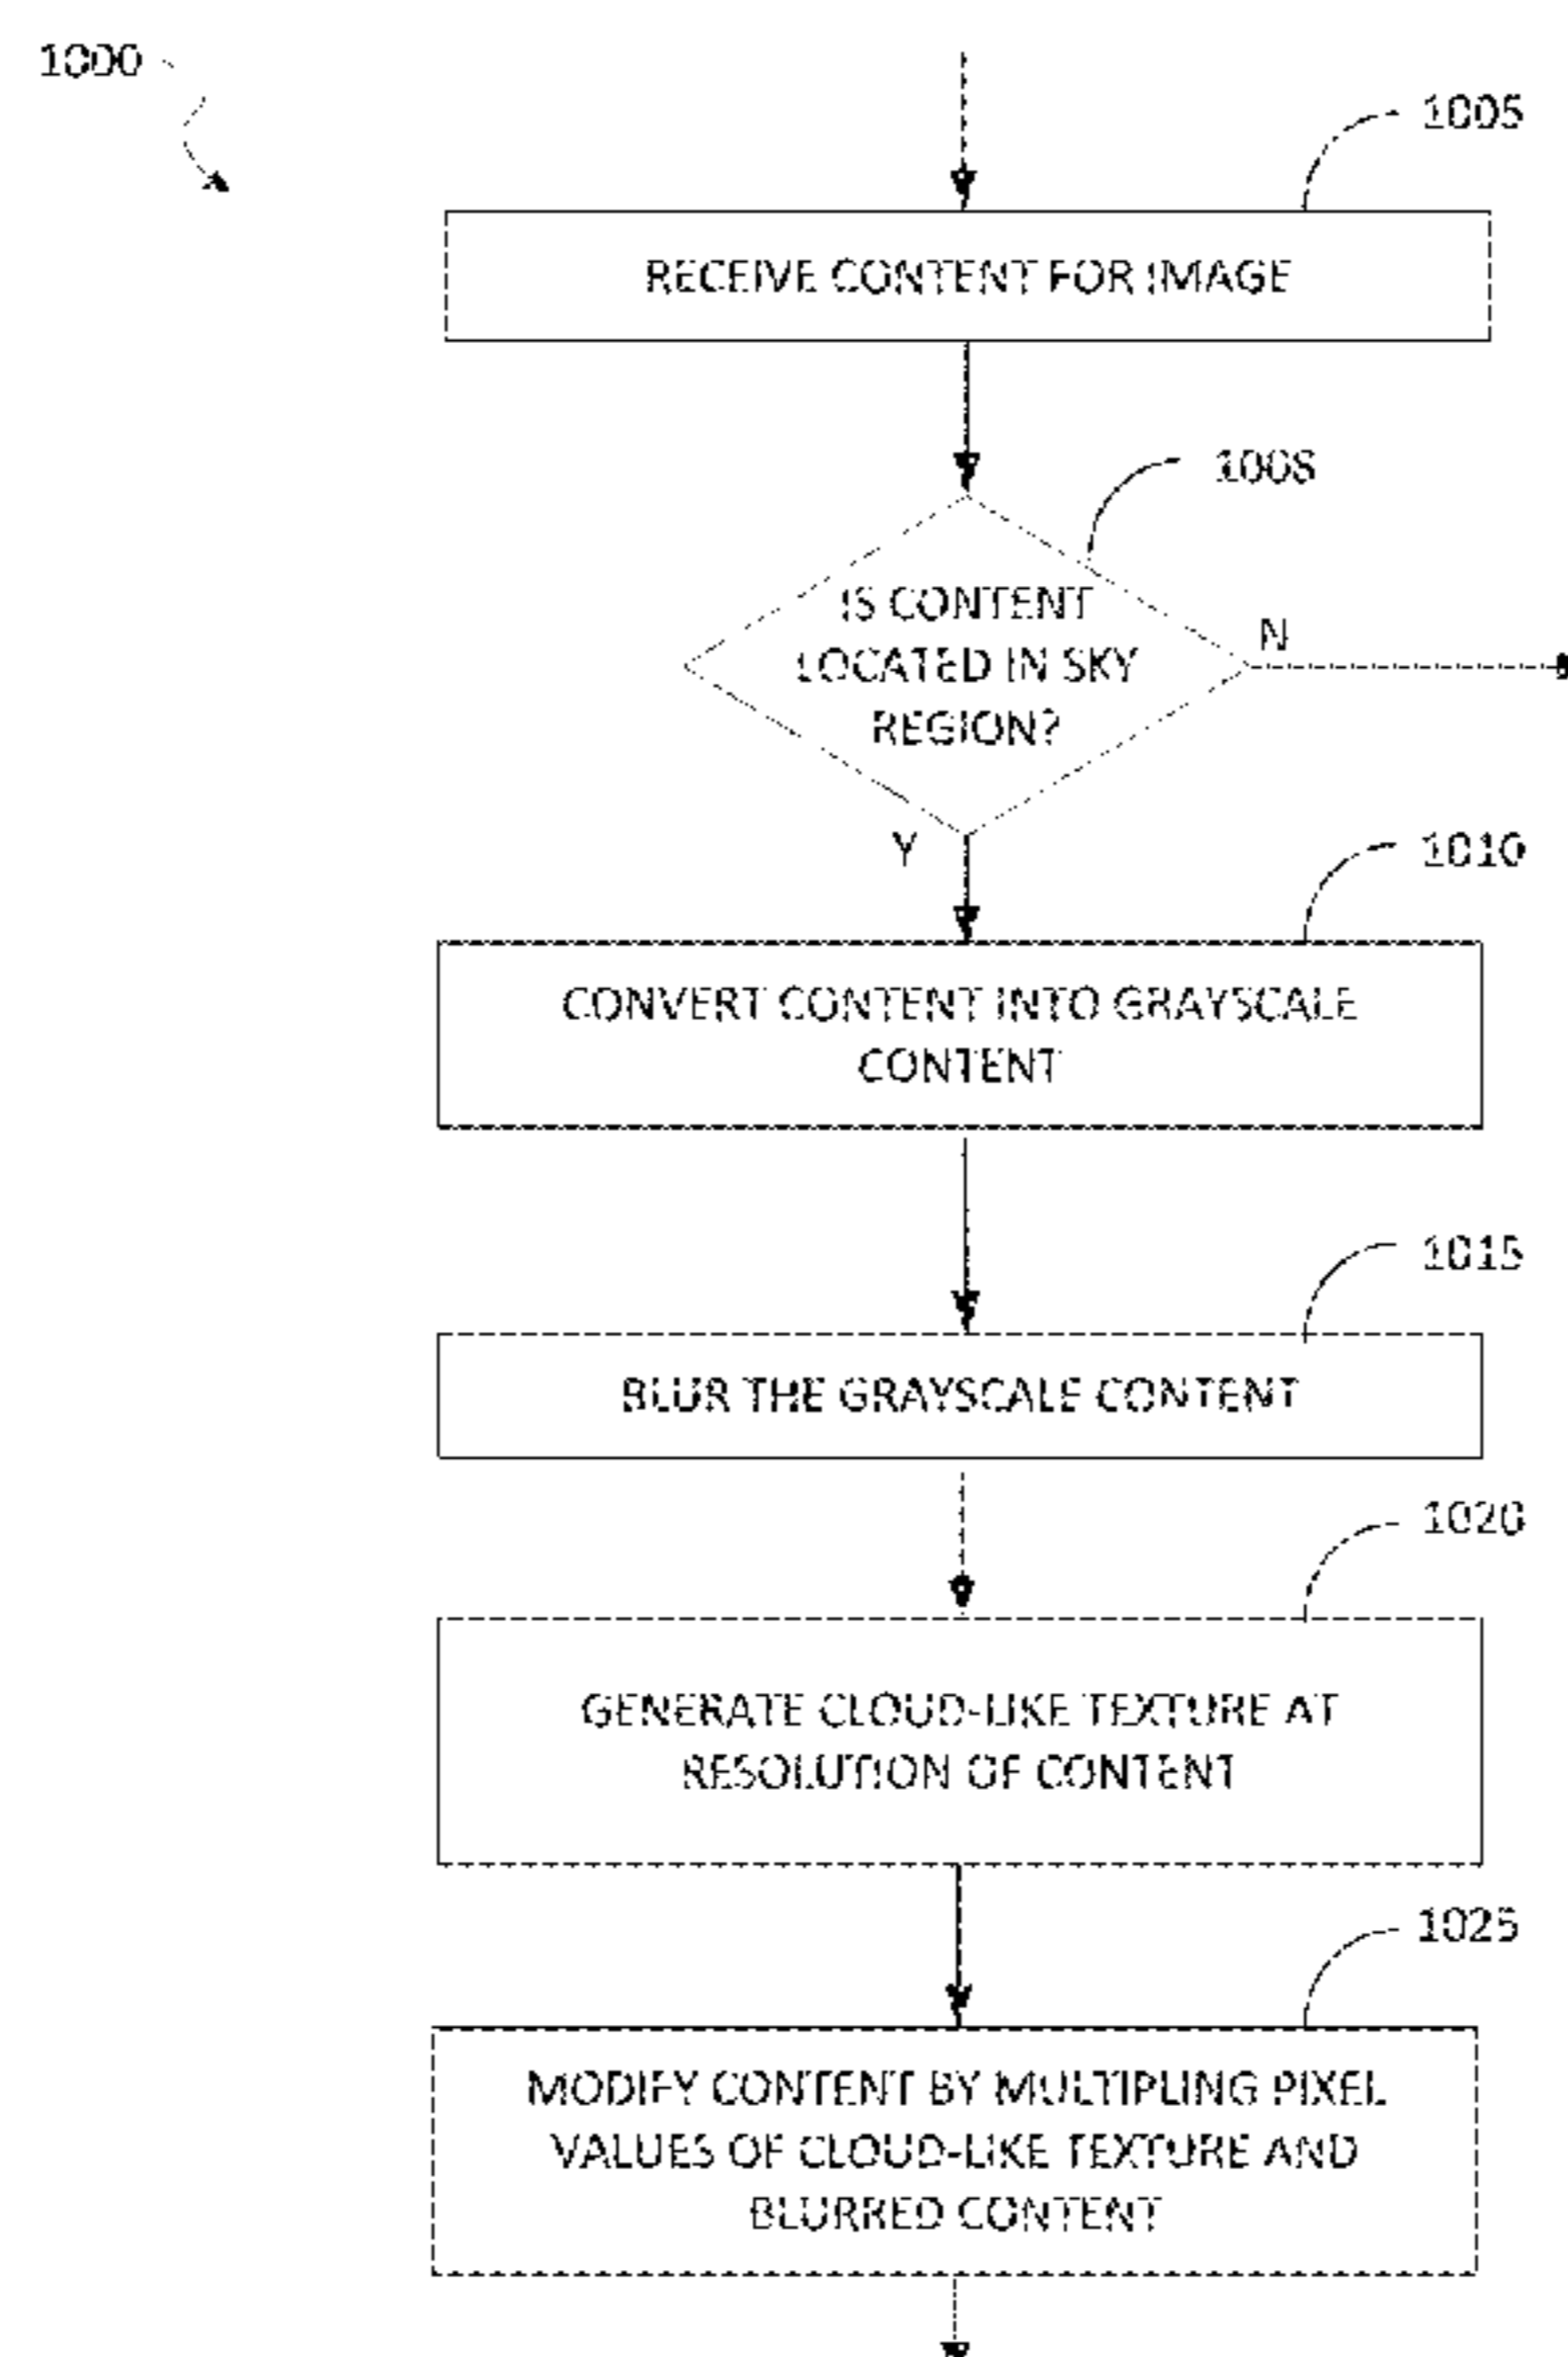 1000
1005
RECEIVE CONTENT FOR IMAGE
1008
IS CONTENT
LOCATED IN SKY
REGION?
N
Y
1010
CONVERT CONTENT INTO GRAYSCALE
CONTENT
1015
BLUR THE GRAYSCALE CONTENT
1020
GENERATE CLOUD-LIKE TEXTURE AT
RESOLUTION OF CONTENT
1025
MODIFY CONTENT BY MULTIPLING PIXEL
VALUES OF CLOUD-LIKE TEXTURE AND
BLURRED CONTENT